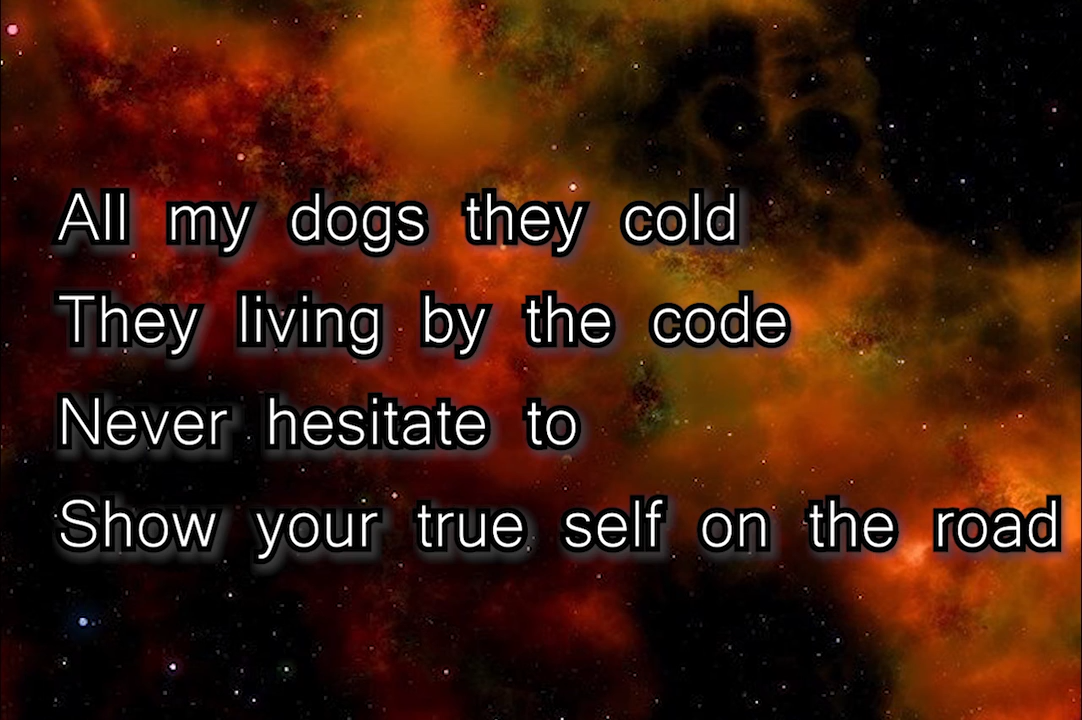 All my dogs they cold
They living by the code
Never hesitate to
Show your true self on the road